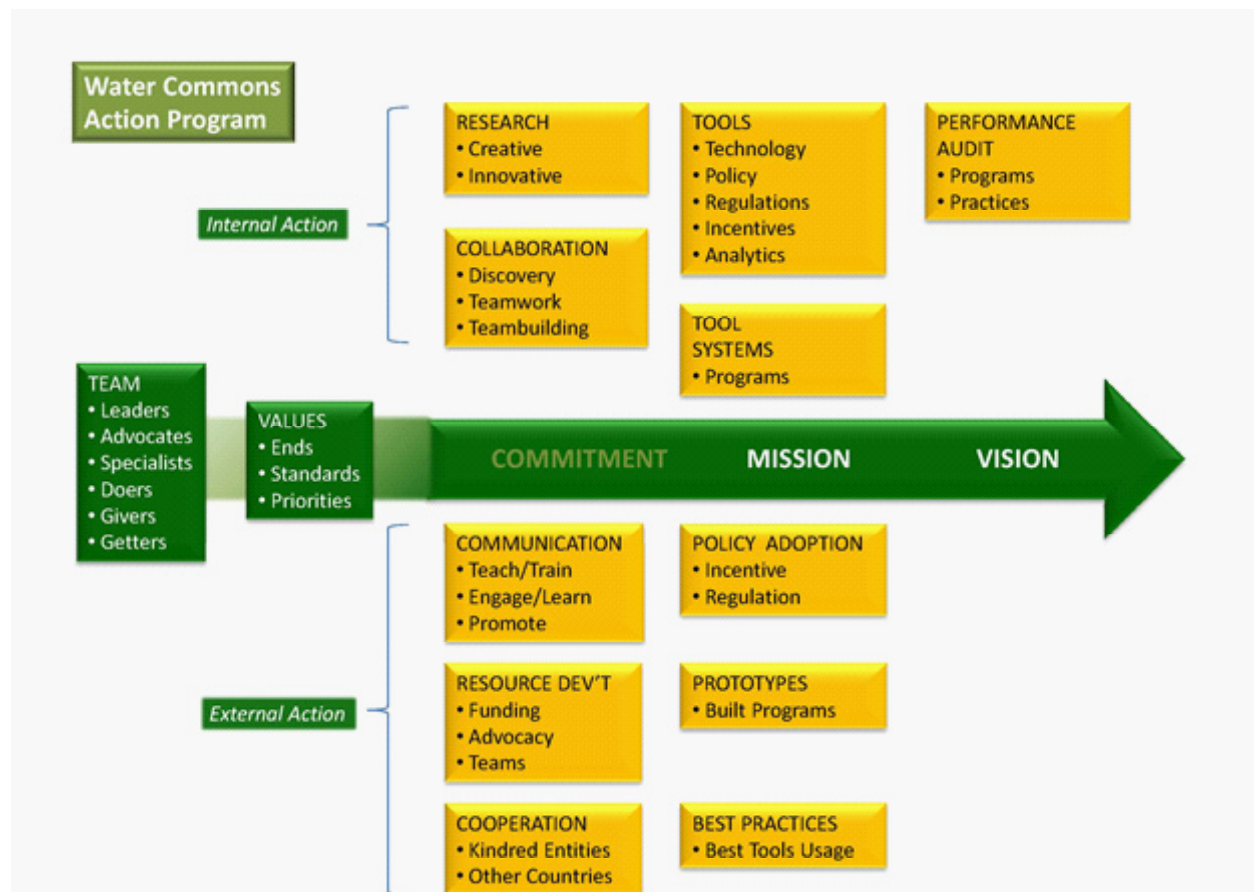 Water Commons
Action Program
Internal Action
RESEARCH
• Creative
• Innovative
COLLABORATION
• Discovery
• Teamwork
• Teambuilding
TOOLS
• Technology
• Policy
• Regulations
• Incentives
• Analytics
TOOL
SYSTEMS
• Programs
PERFORMANCE
AUDIT
• Programs
• Practices
TEAM
• Leaders
• Advocates
• Specialists
• Doers
• Givers
• Getters
VALUES
• Ends
• Standards
• Priorities
COMMITMENT
MISSION
VISION
External Action
COMMUNICATION
• Teach/Train
• Engage/Learn
• Promote
RESOURCE DEV’T
• Funding
• Advocacy
• Teams
COOPERATION
• Kindred Entities
• Other Countries
POLICY ADOPTION
• Incentive
• Regulation
PROTOTYPES
• Built Programs
BEST PRACTICES
• Best Tools Usage